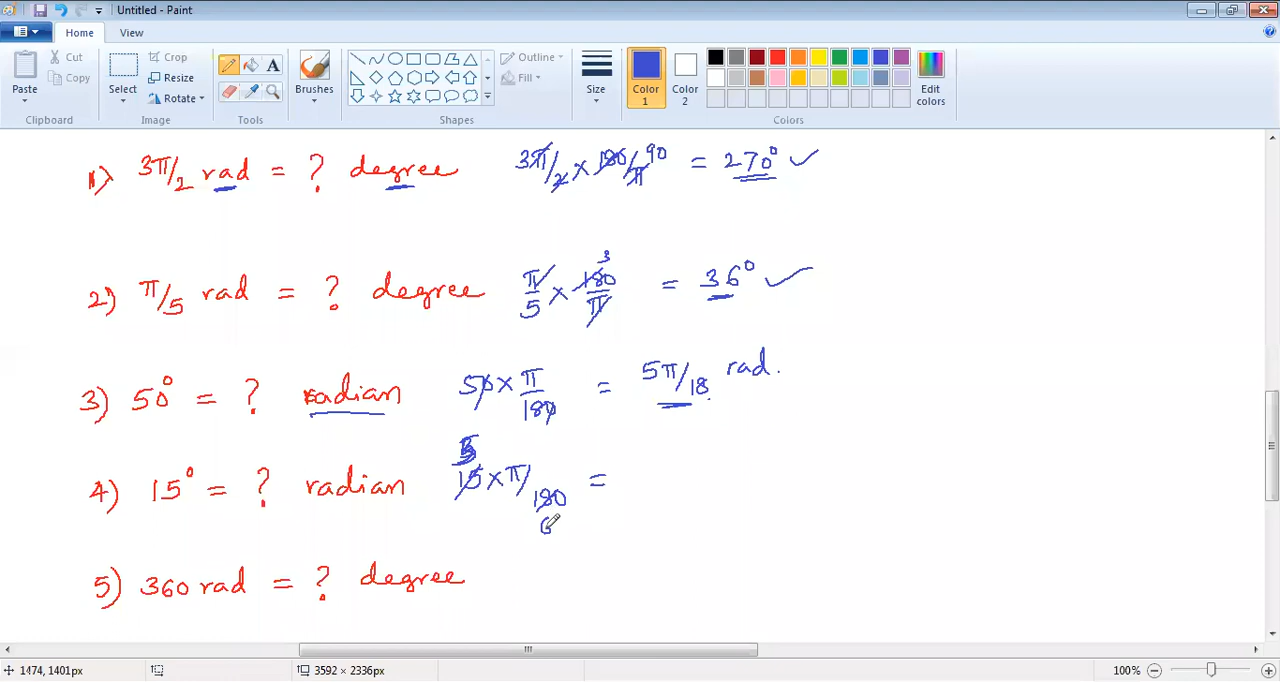 Untitled - Paint
Home View
Paste Cut Copy Select Crop Resize Rotate Brushes Outline Fill Size Color 1 Color 2 Edit colors
Clipboard Image Tools Shapes Colors
1) 3π/2 rad = ? degree 3π/2 × 180/π 90 = 270° ✓
2) π/5 rad = ? degree π/5 × 180/π 3 = 36° ✓
3) 50° = ? radian 50 × π/180 = 5π/18 rad.
4) 15° = ? radian 15 × π/180 =
5) 360 rad = ? degree
1474, 1401px 3592 × 2336px 100%